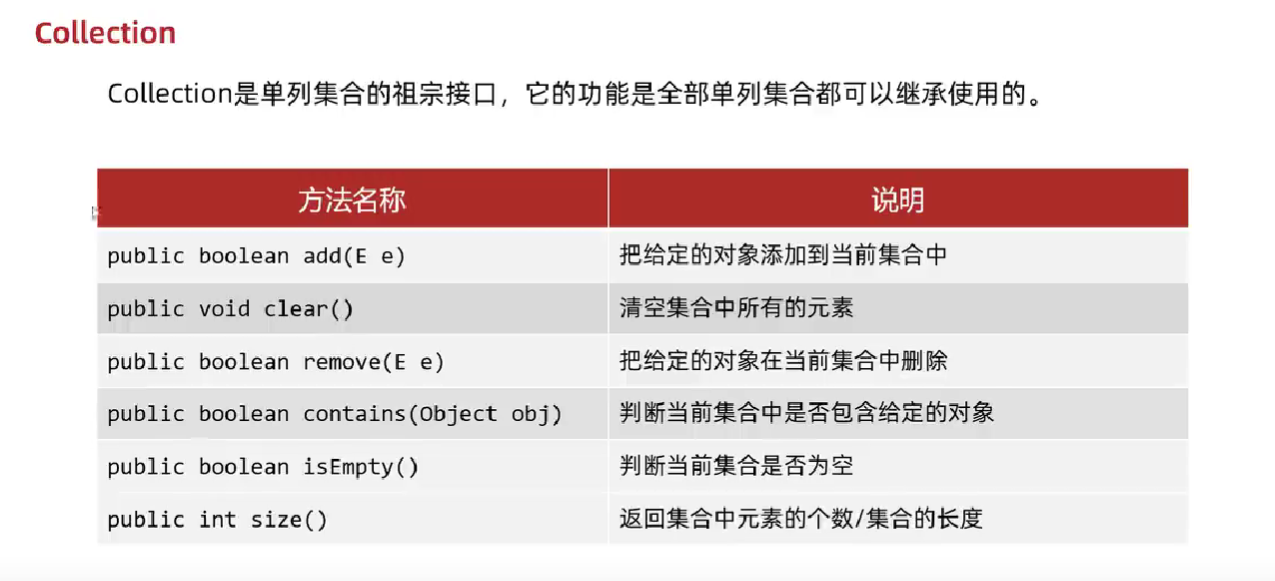 Collection
Collection是单列集合的祖宗接口，它的功能是全部单列集合都可以继承使用的。
方法名称 说明
public boolean add(E e) 把给定的对象添加到当前集合中
public void clear() 清空集合中所有的元素
public boolean remove(E e) 把给定的对象在当前集合中删除
public boolean contains(Object obj) 判断当前集合中是否包含给定的对象
public boolean isEmpty() 判断当前集合是否为空
public int size() 返回集合中元素的个数/集合的长度